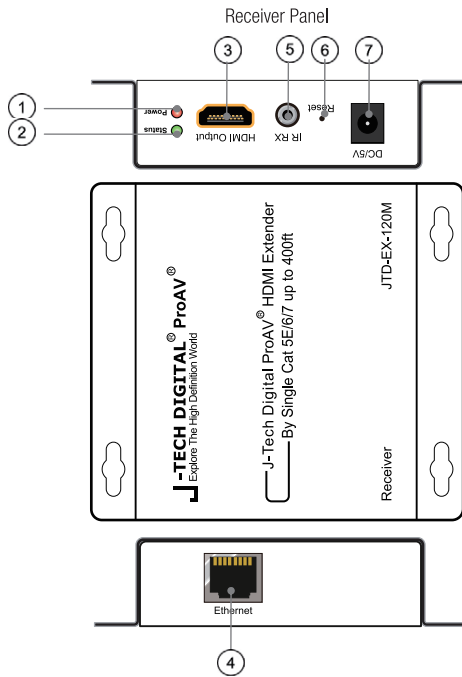 Receiver Panel
3
5
6
7
1
2
Power
Status
HDMI Output
IR RX
Reset
DC/5V
J-TECH DIGITAL® ProAV®
Explore The High Definition World
J-Tech Digital ProAV® HDMI Extender
By Single Cat 5E/6/7 up to 400ft
Receiver
JTD-EX-120M
Ethernet
4